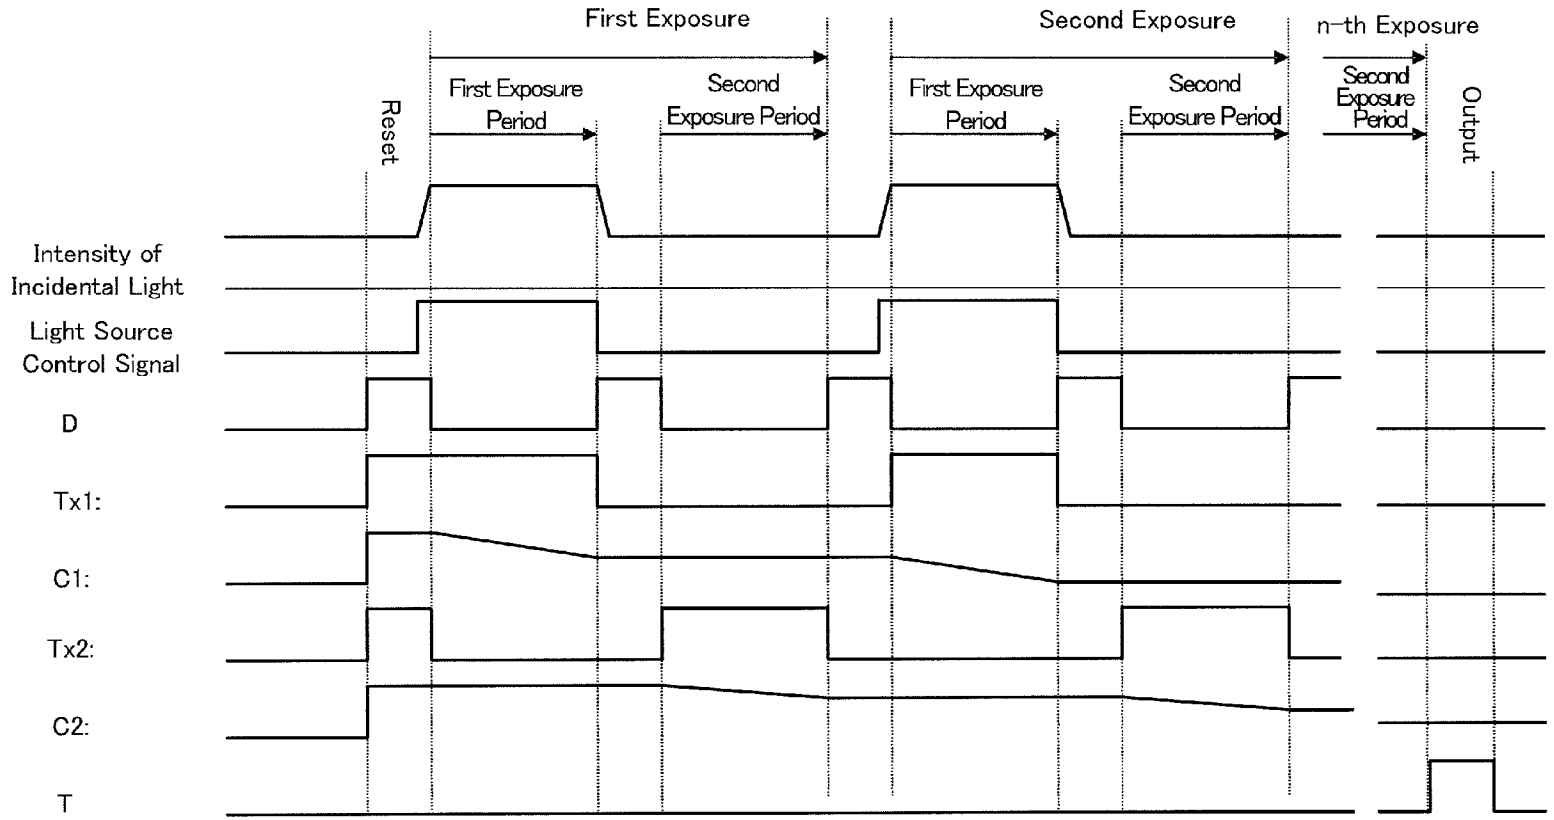 First Exposure
Second Exposure
n-th Exposure
First Exposure
Period
Second
Exposure Period
First Exposure
Period
Second
Exposure Period
Second
Exposure
Period
Reset
Output
Intensity of
Incidental Light
Light Source
Control Signal
D
Tx1:
C1:
Tx2:
C2:
T